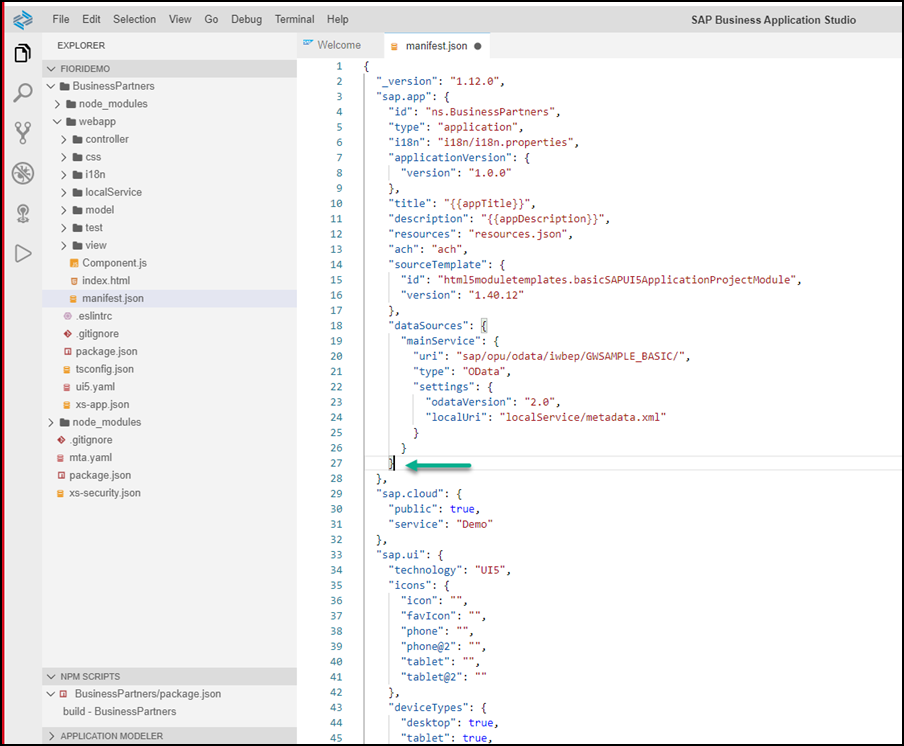 File Edit Selection View Go Debug Terminal Help SAP Business Application Studio
EXPLORER
FIORIDEMO
BusinessPartners
node_modules
webapp
controller
css
i18n
localService
model
test
view
Component.js
index.html
manifest.json
.eslintrc
.gitignore
package.json
tsconfig.json
ui5.yaml
xs-app.json
node_modules
.gitignore
mta.yaml
package.json
xs-security.json
NPM SCRIPTS
BusinessPartners/package.json
build - BusinessPartners
APPLICATION MODELER
Welcome manifest.json
1 {
2 "_version": "1.12.0",
3 "sap.app": {
4 "id": "ns.BusinessPartners",
5 "type": "application",
6 "i18n": "i18n/i18n.properties",
7 "applicationVersion": {
8 "version": "1.0.0"
9 },
10 "title": "{{appTitle}}",
11 "description": "{{appDescription}}",
12 "resources": "resources.json",
13 "ach": "ach",
14 "sourceTemplate": {
15 "id": "html5moduletemplates.basicSAPUI5ApplicationProjectModule",
16 "version": "1.40.12"
17 },
18 "dataSources": {
19 "mainService": {
20 "uri": "sap/opu/odata/iwbep/GWSAMPLE_BASIC/",
21 "type": "OData",
22 "settings": {
23 "odataVersion": "2.0",
24 "localUri": "localService/metadata.xml"
25 }
26 }
27 }
28 },
29 "sap.cloud": {
30 "public": true,
31 "service": "Demo"
32 },
33 "sap.ui": {
34 "technology": "UI5",
35 "icons": {
36 "icon": "",
37 "favIcon": "",
38 "phone": "",
39 "phone@2": "",
40 "tablet": "",
41 "tablet@2": ""
42 },
43 "deviceTypes": {
44 "desktop": true,
45 "tablet": true,